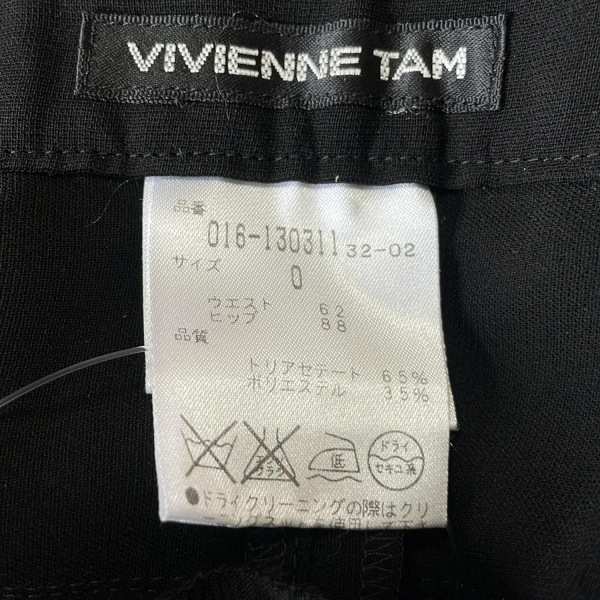 VIVIENNE TAM
品番
016-130311 32-02
サイズ
0
ウエスト 62
ヒップ 88
品質
トリアセテート 65%
ポリエステル 35%
低
ドライ
セキユ系
●ドライクリーニングの際はクリ